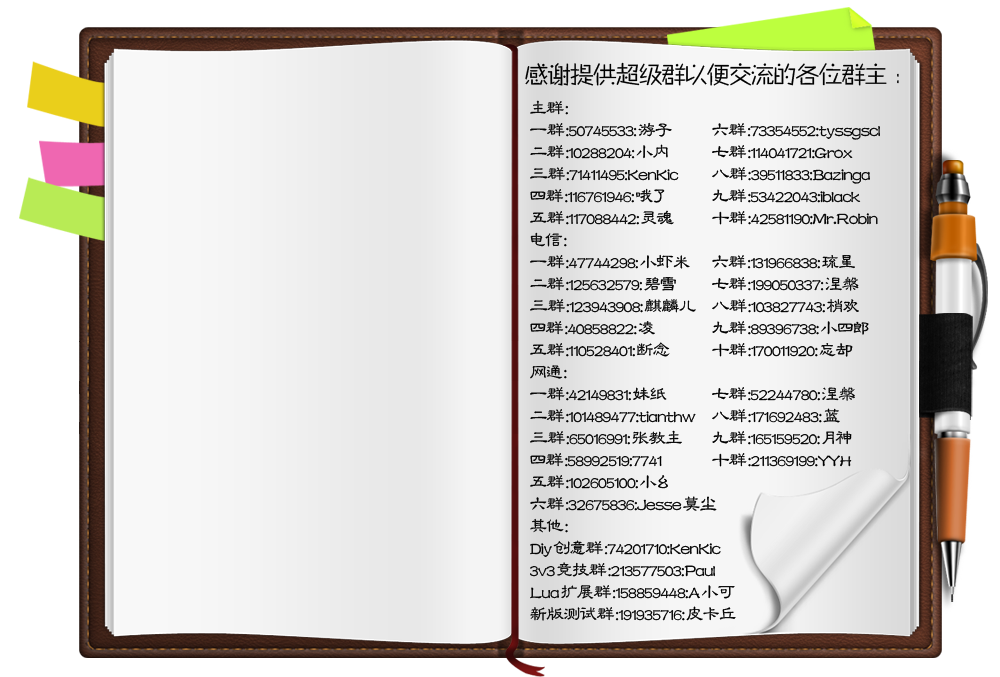 感谢提供超级群以便交流的各位群主：
主群：
一群:50745533:游子 六群:73354552:tyssgscl
二群:10288204:小内 七群:114041721:Grox
三群:71411495:KenKic 八群:39511833:Bazinga
四群:116761946:哦了 九群:53422043:iblack
五群:117088442:灵魂 十群:42581190:Mr.Robin
电信：
一群:47744298:小虾米 六群:131966838:琉星
二群:125632579:碧雪 七群:199050337:涅槃
三群:123943908:麒麟儿 八群:103827743:梢欢
四群:40858822:凌 九群:89396738:小四郎
五群:110528401:断念 十群:170011920:忘却
网通：
一群:42149831:妹纸 七群:52244780:涅槃
二群:101489477:tianthw 八群:171692483:蓝
三群:65016991:张教主 九群:165159520:月神
四群:58992519:7741 十群:211369199:YYH
五群:102605100:小幺
六群:32675836:Jesse莫尘
其他：
Diy创意群:74201710:KenKic
3v3竞技群:213577503:Paul
Lua扩展群:158859448:A小可
新版测试群:191935716:皮卡丘